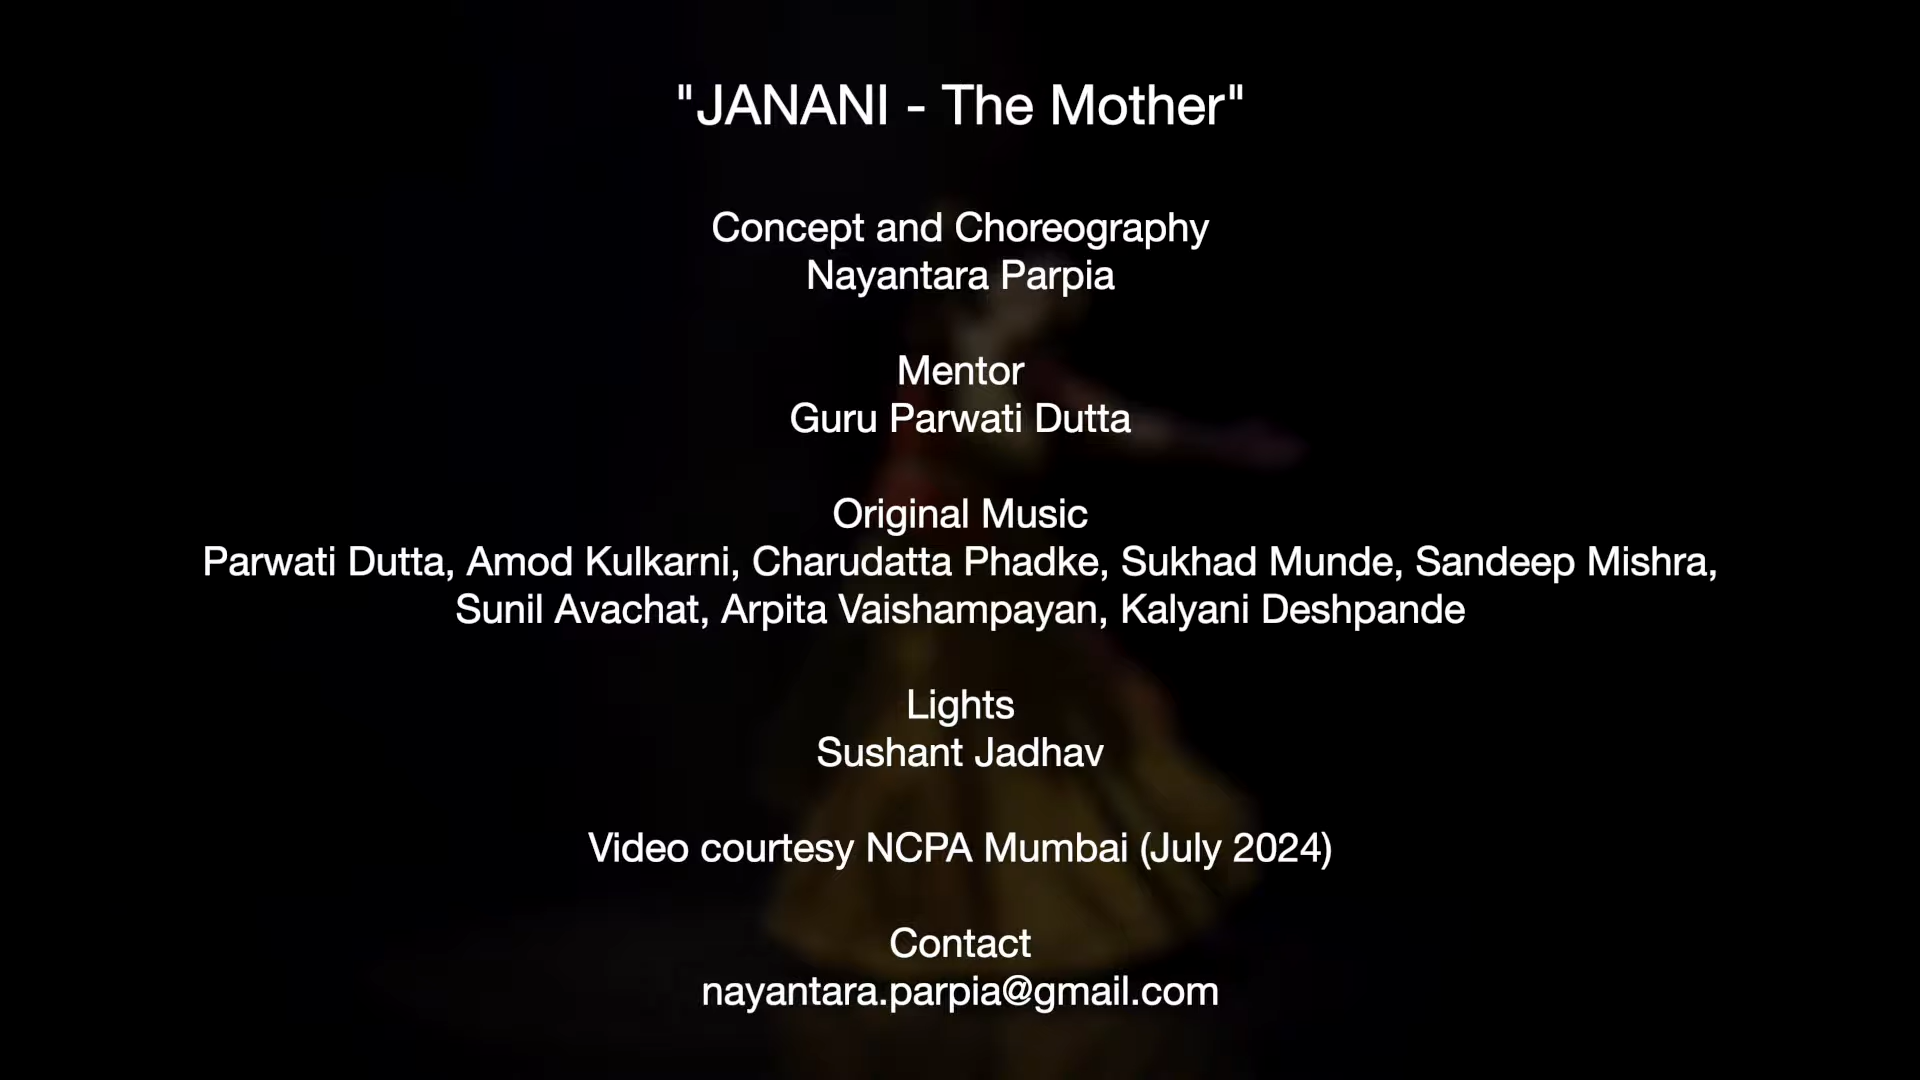 "JANANI - The Mother"
Concept and Choreography
Nayantara Parpia
Mentor
Guru Parwati Dutta
Original Music
Parwati Dutta, Amod Kulkarni, Charudatta Phadke, Sukhad Munde, Sandeep Mishra,
Sunil Avachat, Arpita Vaishampayan, Kalyani Deshpande
Lights
Sushant Jadhav
Video courtesy NCPA Mumbai (July 2024)
Contact
nayantara.parpia@gmail.com